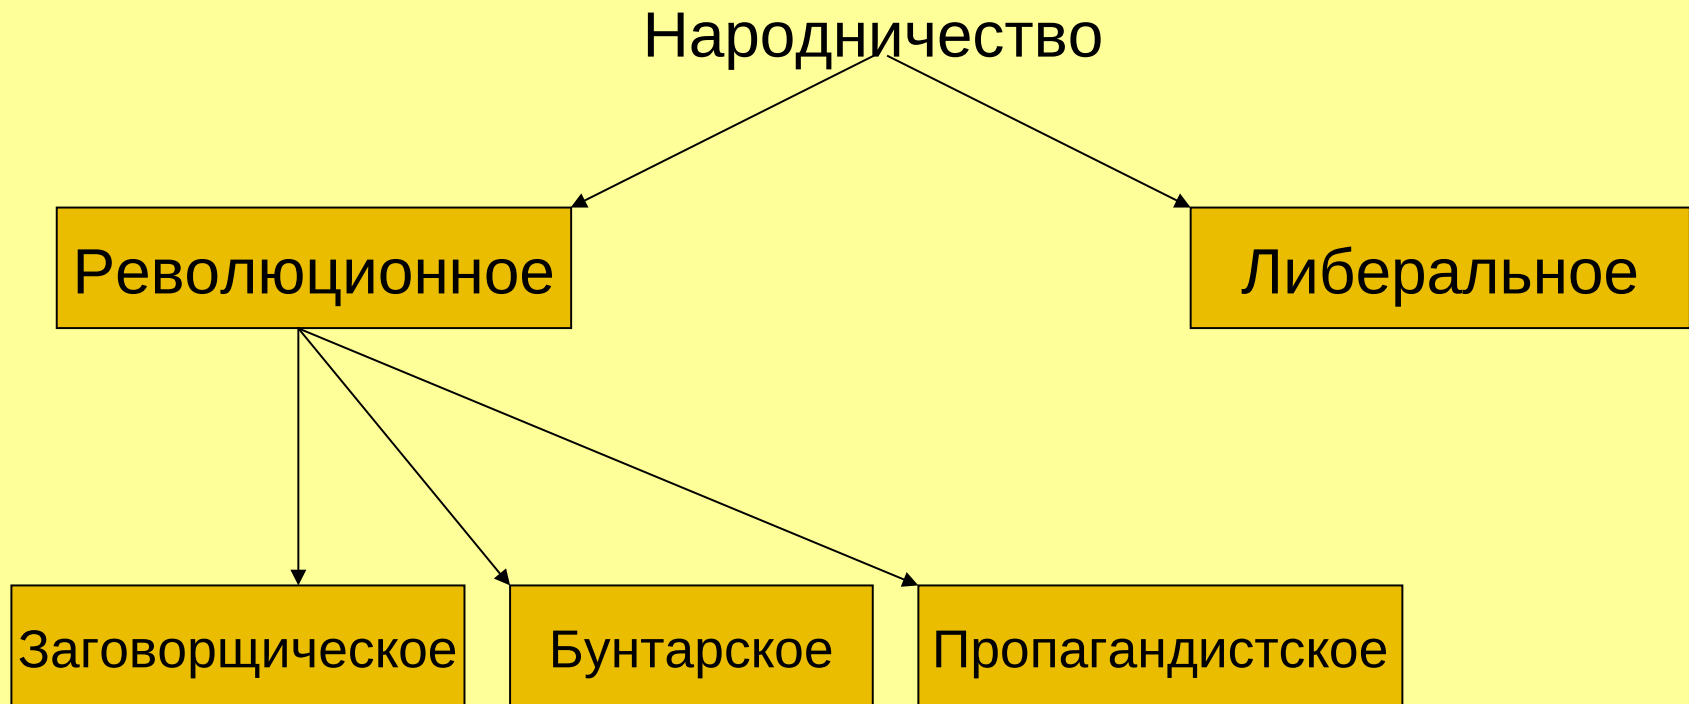 Народничество
Революционное
Либеральное
Заговорщическое
Бунтарское
Пропагандистское